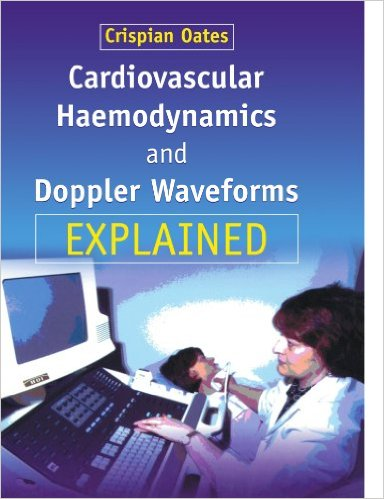 Crispian Oates
Cardiovascular
Haemodynamics
and
Doppler Waveforms
EXPLAINED